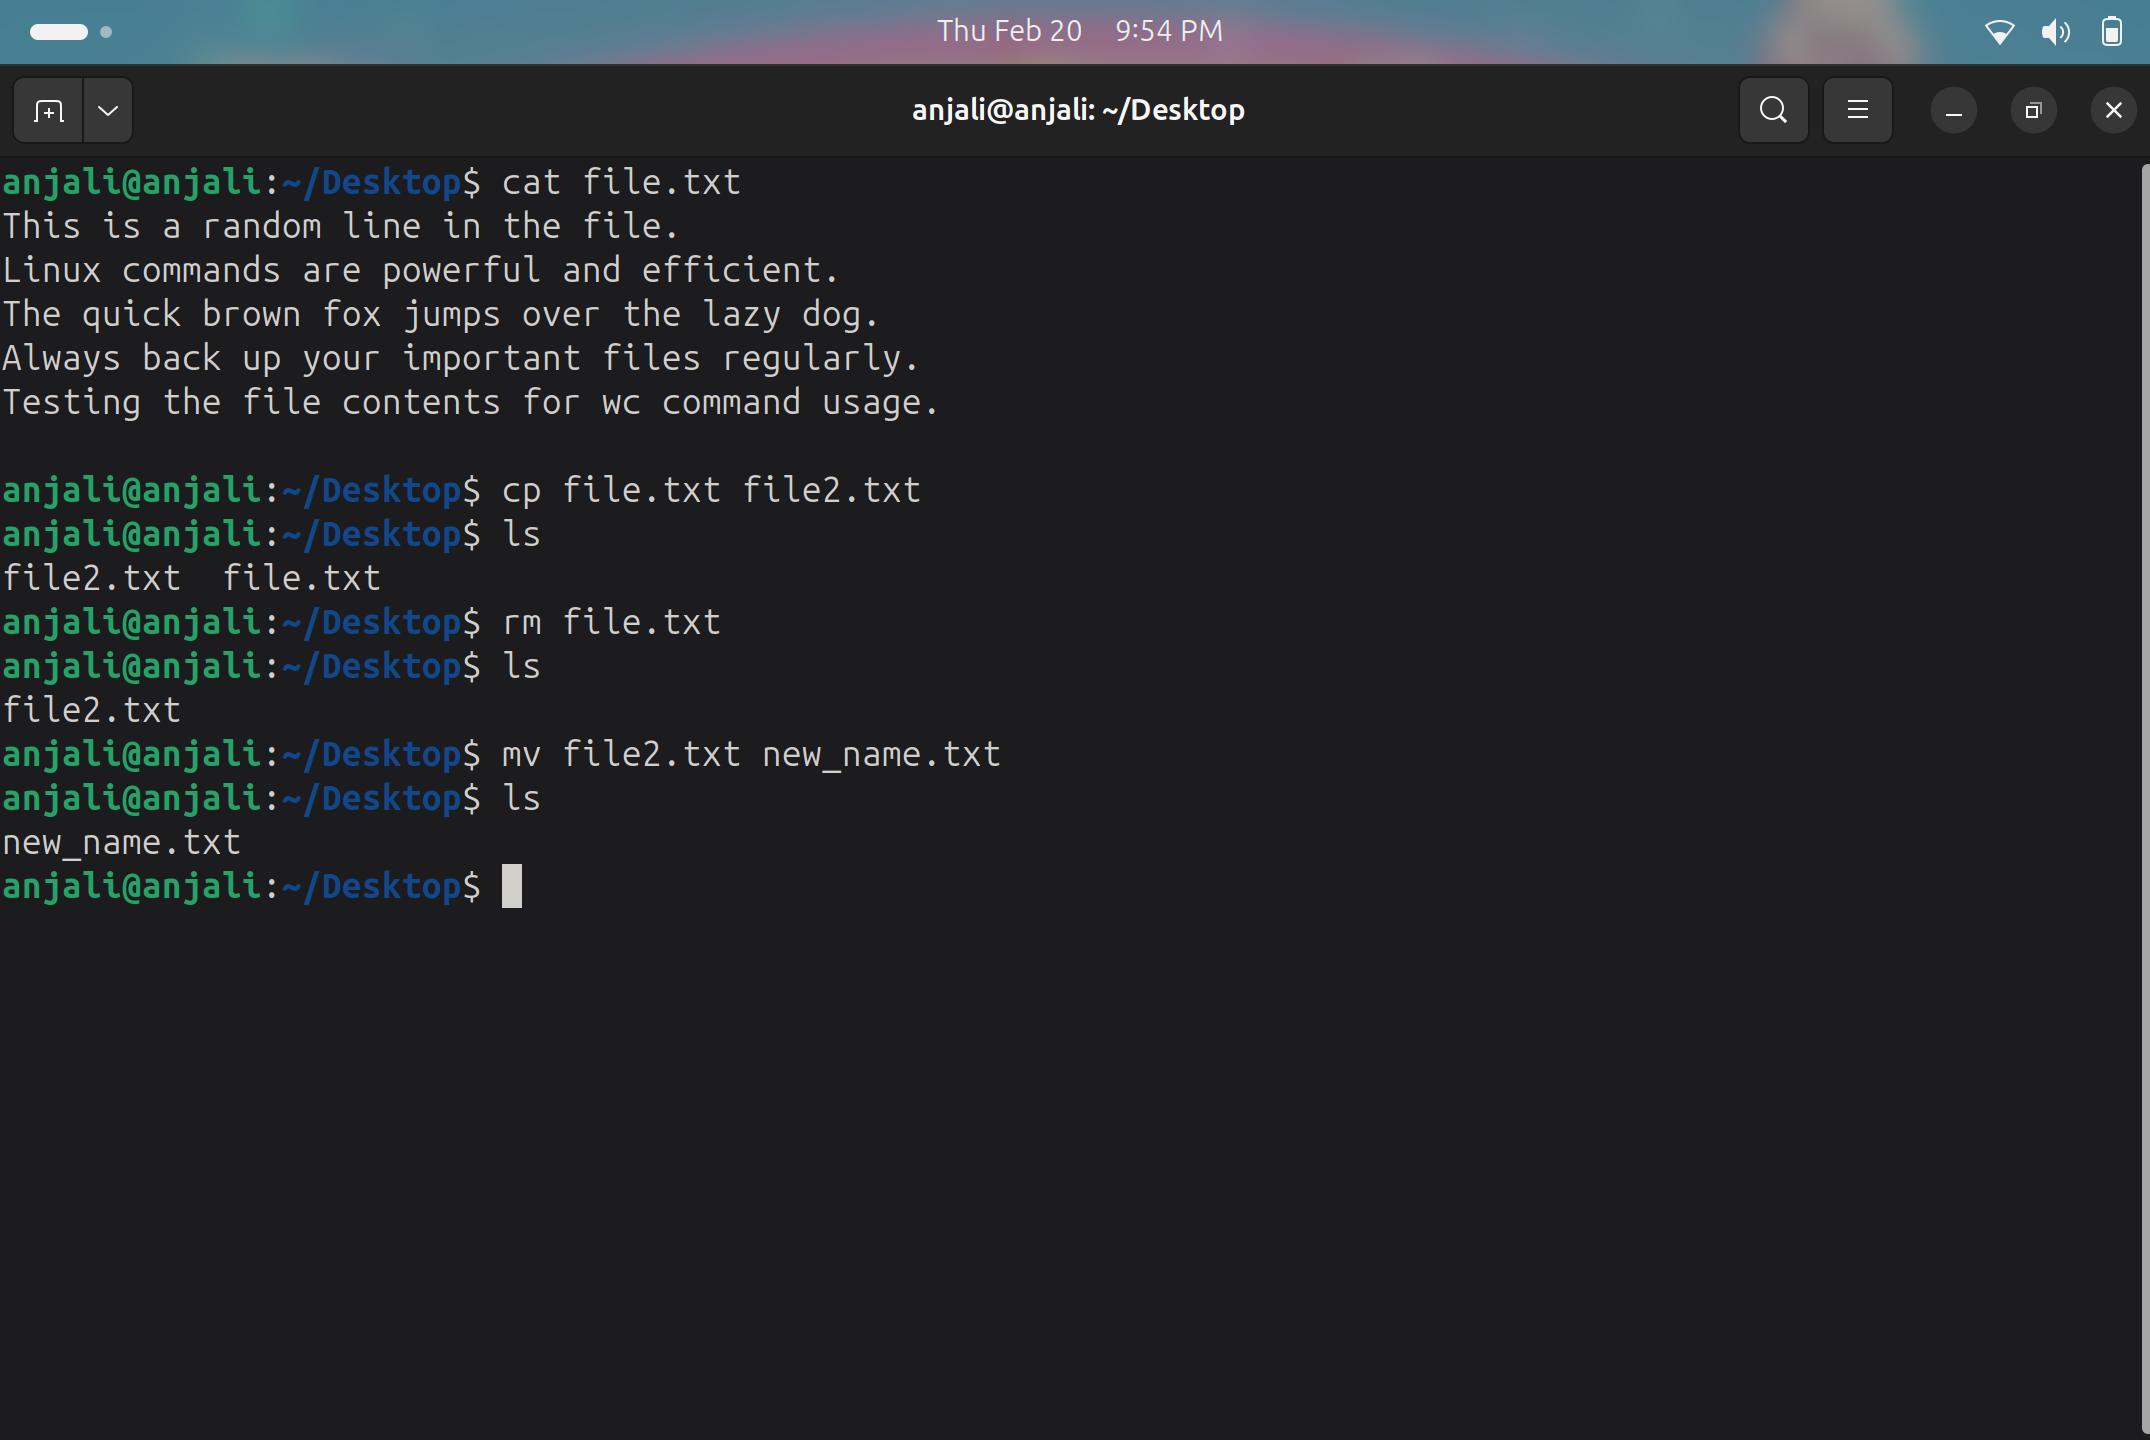 Thu Feb 20 9:54 PM
anjali@anjali: ~/Desktop
anjali@anjali:~/Desktop$ cat file.txt
This is a random line in the file.
Linux commands are powerful and efficient.
The quick brown fox jumps over the lazy dog.
Always back up your important files regularly.
Testing the file contents for wc command usage.
anjali@anjali:~/Desktop$ cp file.txt file2.txt
anjali@anjali:~/Desktop$ ls
file2.txt  file.txt
anjali@anjali:~/Desktop$ rm file.txt
anjali@anjali:~/Desktop$ ls
file2.txt
anjali@anjali:~/Desktop$ mv file2.txt new_name.txt
anjali@anjali:~/Desktop$ ls
new_name.txt
anjali@anjali:~/Desktop$